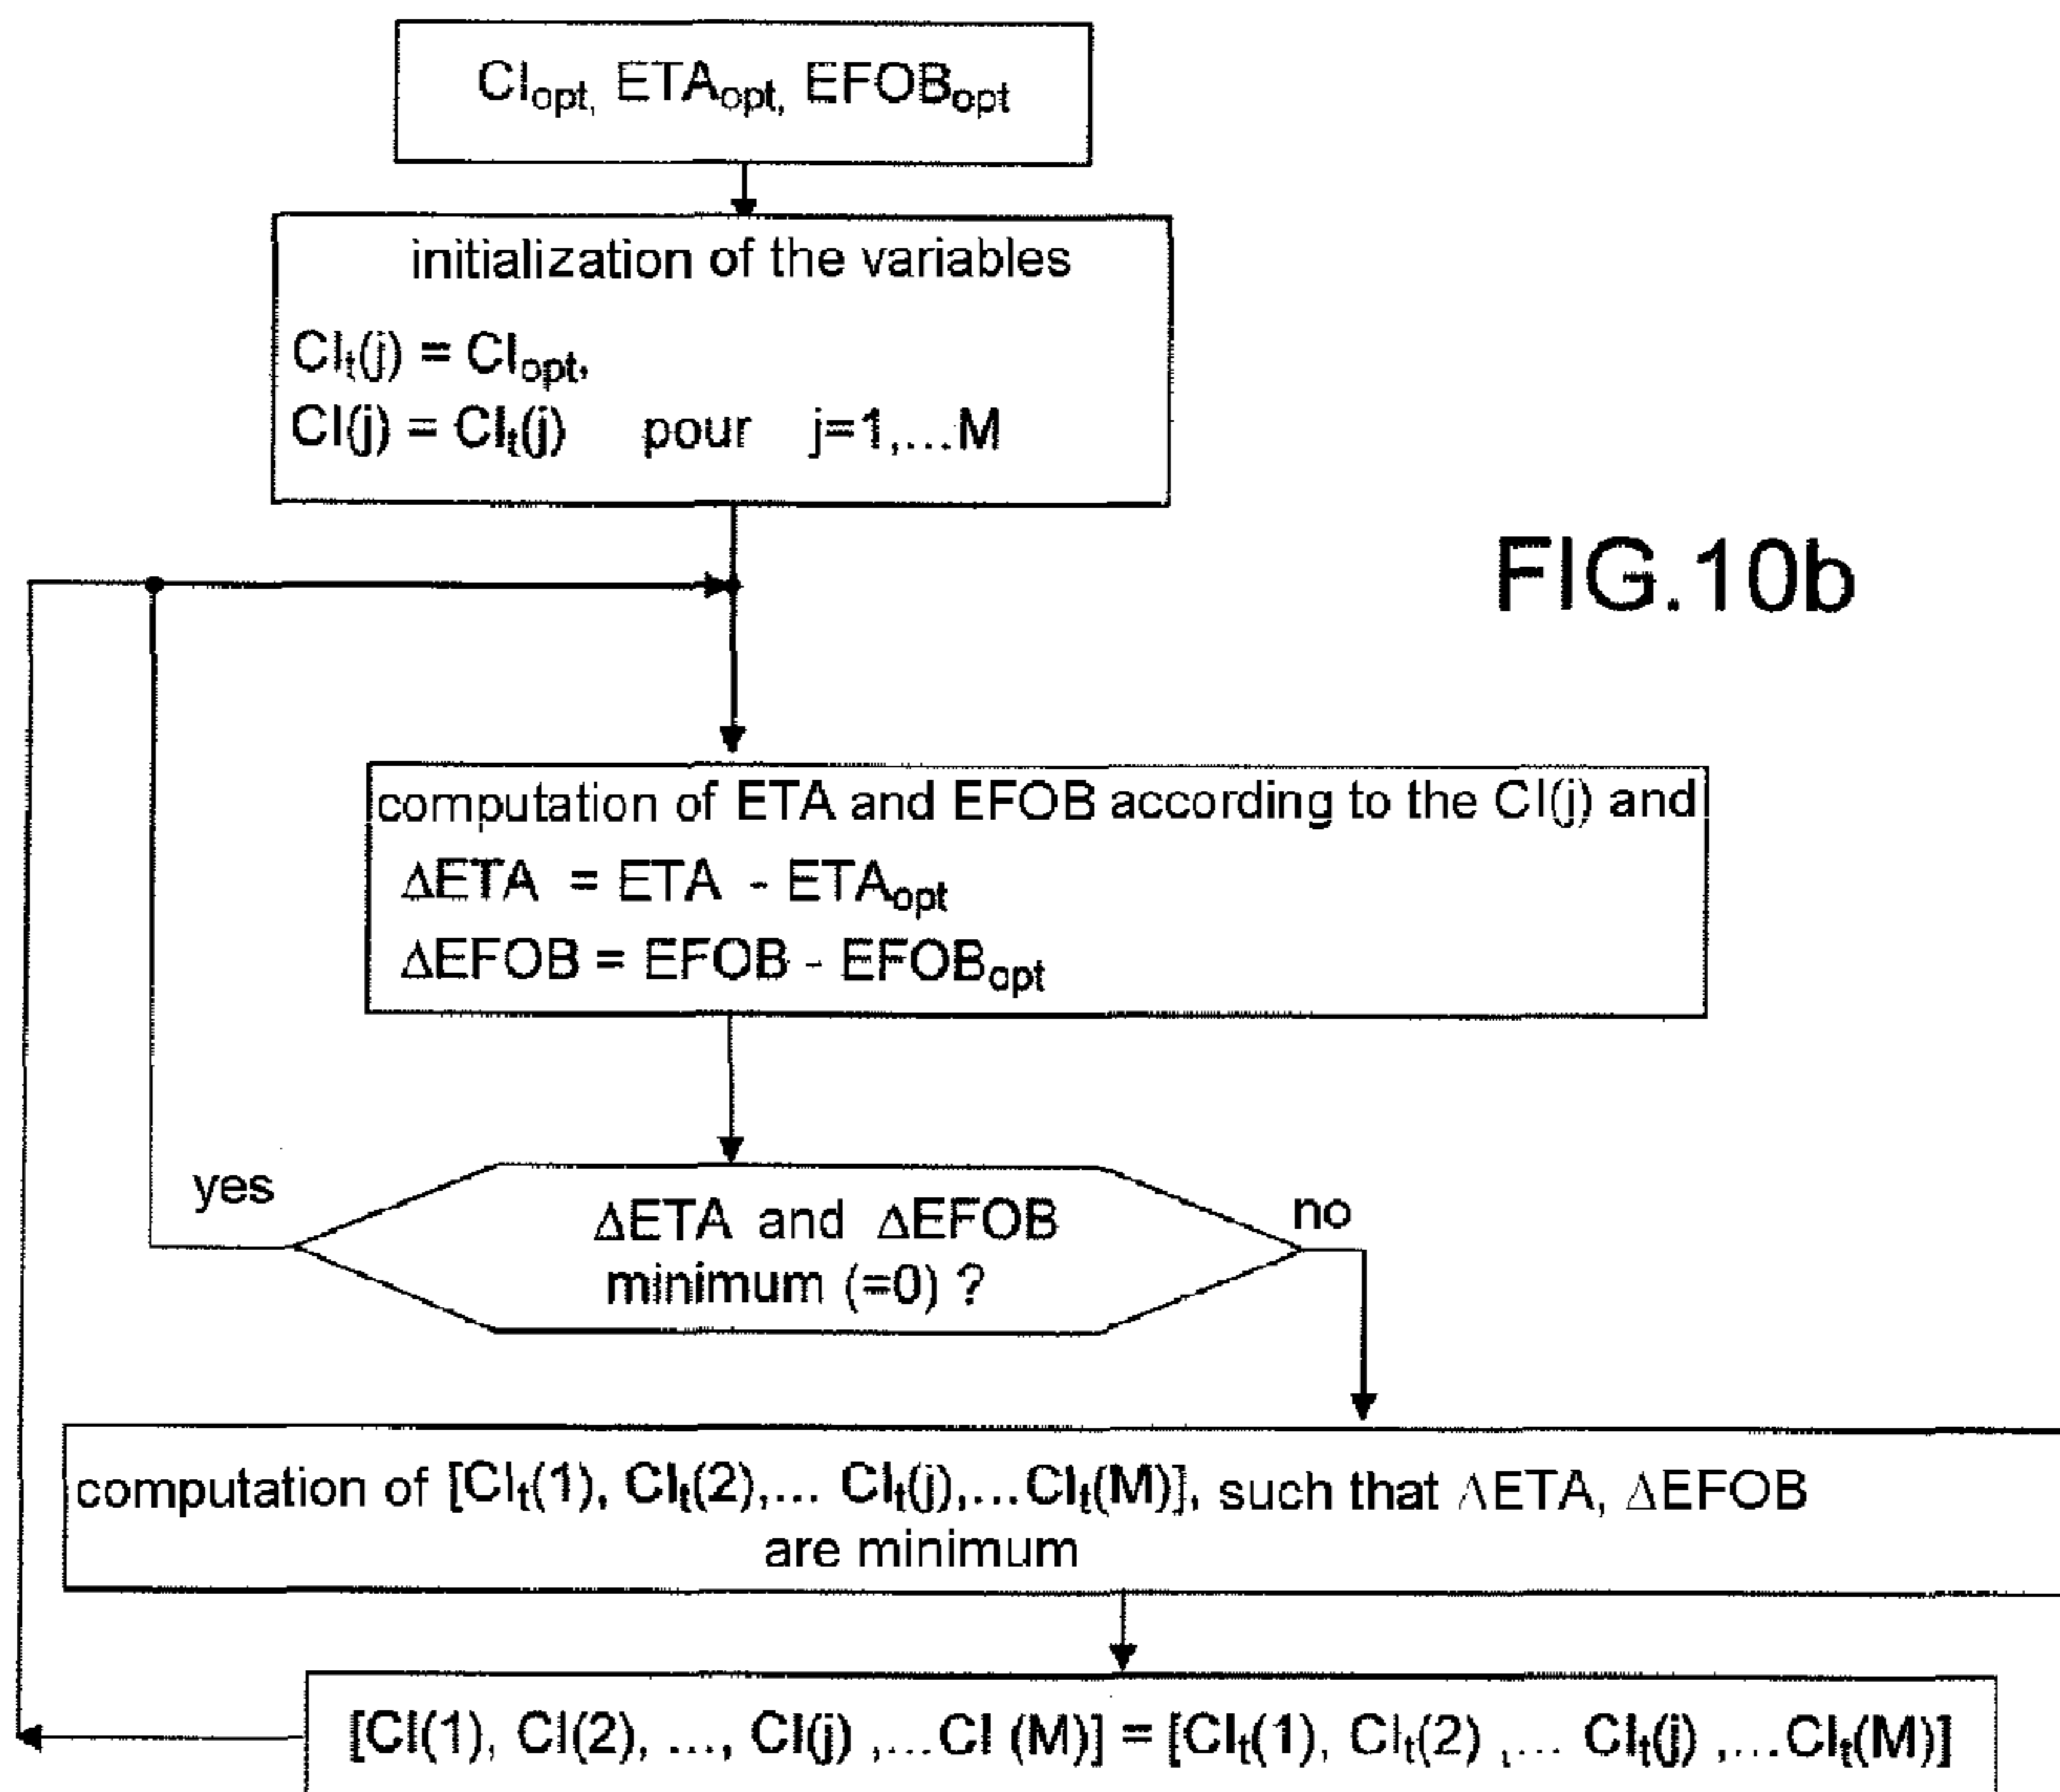 CI_opt, ETA_opt, EFOB_opt
initialization of the variables
CI_t(j) = CI_opt,
CI(j) = CI_t(j) pour j=1,...M
FIG.10b
computation of ETA and EFOB according to the CI(j) and
ΔETA = ETA - ETA_opt
ΔEFOB = EFOB - EFOB_opt
yes
ΔETA and ΔEFOB
minimum (=0) ?
no
computation of [CI_t(1), CI_t(2),... CI_t(j),...CI_t(M)], such that ΔETA, ΔEFOB
are minimum
[CI(1), CI(2), ..., CI(j) ,...CI (M)] = [CI_t(1), CI_t(2) ,... CI_t(j) ,...CI_t(M)]